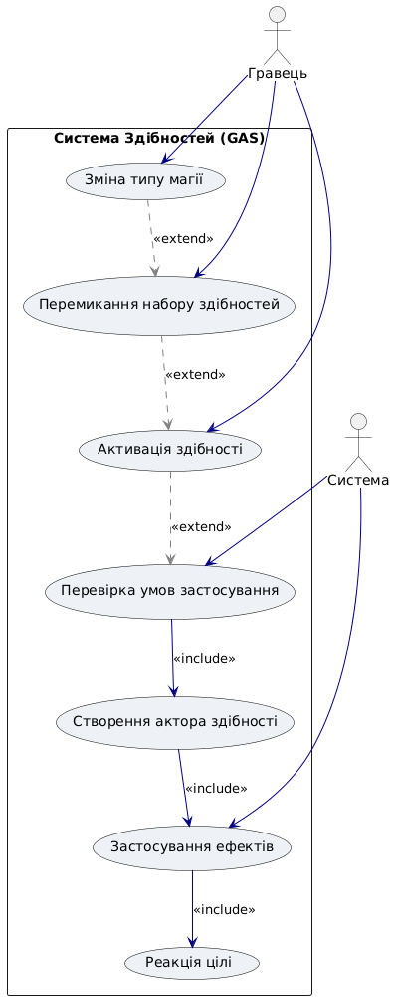 Гравець
Система Здібностей (GAS)
Зміна типу магії
«extend»
Перемикання набору здібностей
«extend»
Активація здібності
Система
«extend»
Перевірка умов застосування
«include»
Створення актора здібності
«include»
Застосування ефектів
«include»
Реакція цілі